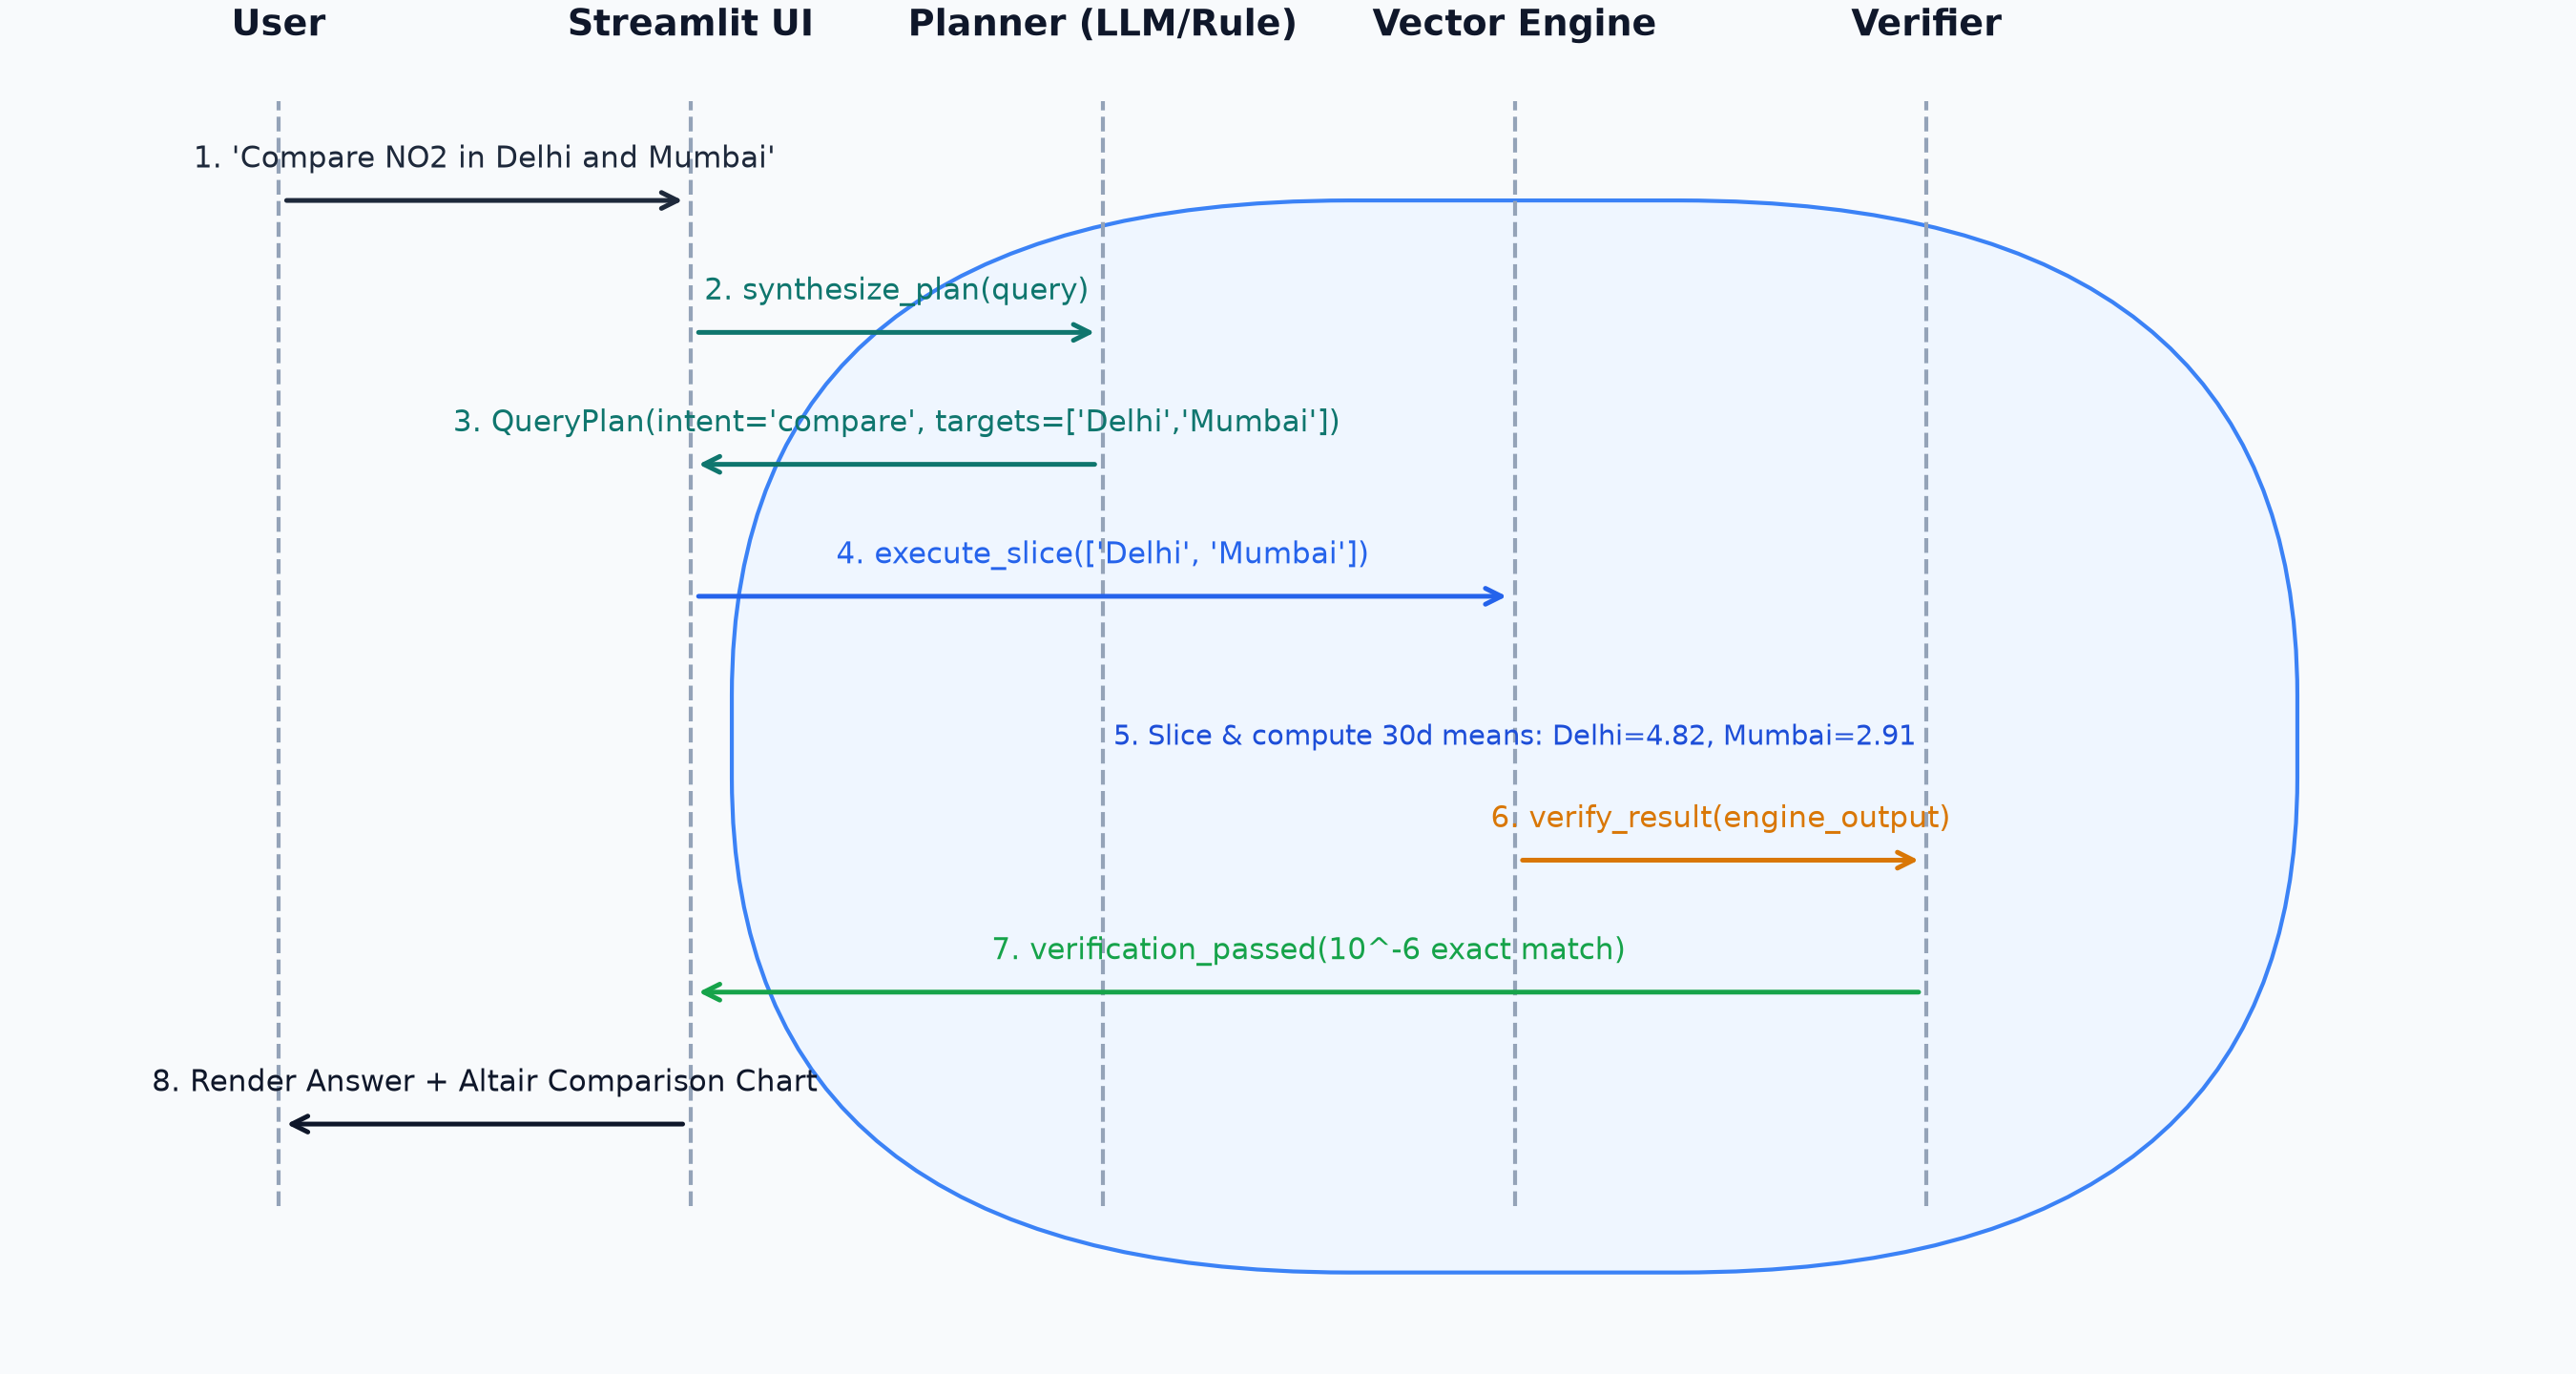 User
Streamlit UI
Planner (LLM/Rule)
Vector Engine
Verifier
1. 'Compare NO2 in Delhi and Mumbai'
2. synthesize_plan(query)
3. QueryPlan(intent='compare', targets=['Delhi','Mumbai'])
4. execute_slice(['Delhi', 'Mumbai'])
5. Slice & compute 30d means: Delhi=4.82, Mumbai=2.91
6. verify_result(engine_output)
7. verification_passed(10^-6 exact match)
8. Render Answer + Altair Comparison Chart